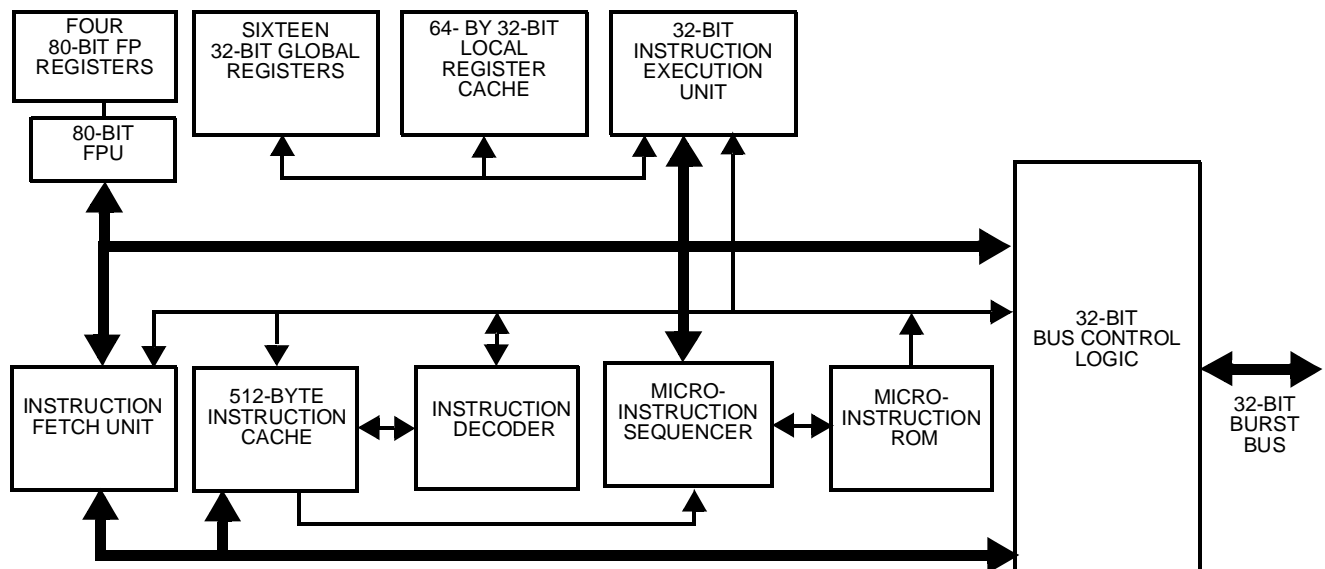 FOUR
80-BIT FP
REGISTERS
80-BIT
FPU
SIXTEEN
32-BIT GLOBAL
REGISTERS
64- BY 32-BIT
LOCAL
REGISTER
CACHE
32-BIT
INSTRUCTION
EXECUTION
UNIT
INSTRUCTION
FETCH UNIT
512-BYTE
INSTRUCTION
CACHE
INSTRUCTION
DECODER
MICRO-
INSTRUCTION
SEQUENCER
MICRO-
INSTRUCTION
ROM
32-BIT
BUS CONTROL
LOGIC
32-BIT
BURST
BUS